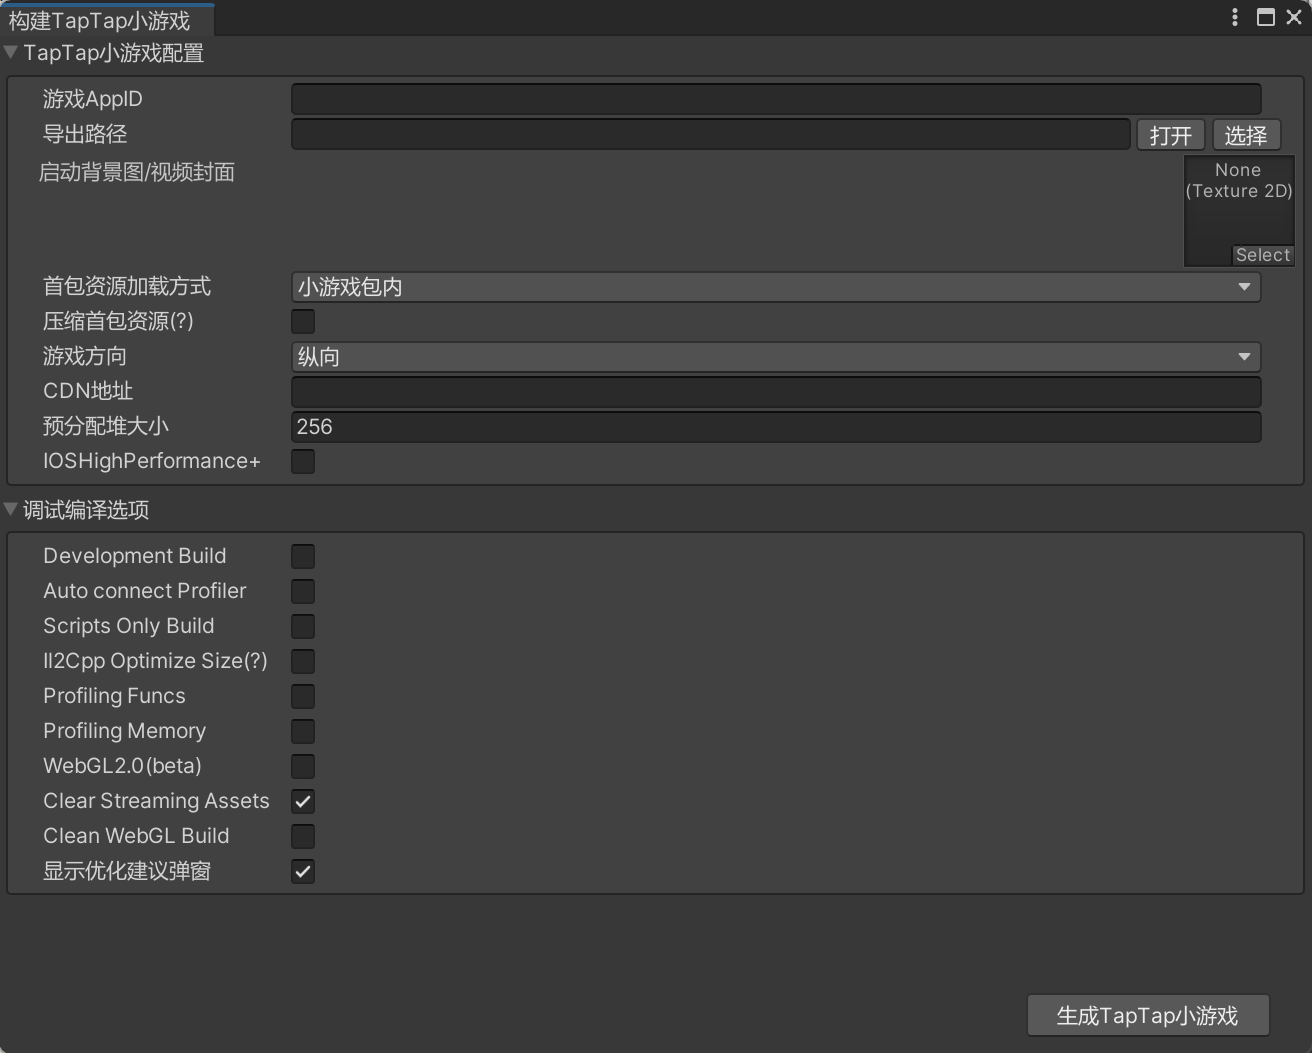 构建TapTap小游戏
TapTap小游戏配置
游戏AppID
导出路径 打开 选择
启动背景图/视频封面 None
(Texture 2D)
Select
首包资源加载方式 小游戏包内
压缩首包资源(?)
游戏方向 纵向
CDN地址
预分配堆大小 256
IOSHighPerformance+
调试编译选项
Development Build
Auto connect Profiler
Scripts Only Build
Il2Cpp Optimize Size(?)
Profiling Funcs
Profiling Memory
WebGL2.0(beta)
Clear Streaming Assets
Clean WebGL Build
显示优化建议弹窗
生成TapTap小游戏